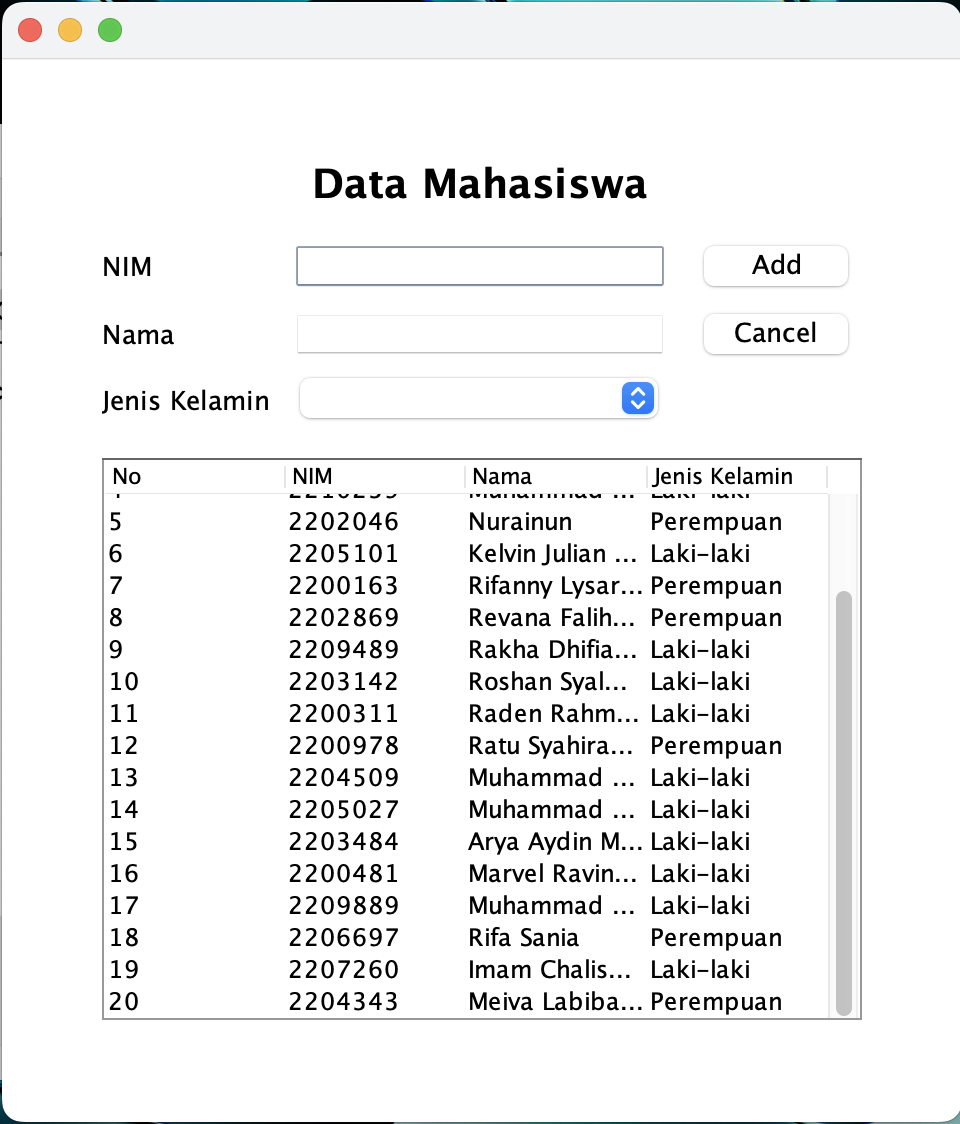 Data Mahasiswa
NIM Add
Nama Cancel
Jenis Kelamin
No NIM Nama Jenis Kelamin
2210239 Muhammad ... Laki-laki
5 2202046 Nurainun Perempuan
6 2205101 Kelvin Julian ... Laki-laki
7 2200163 Rifanny Lysar... Perempuan
8 2202869 Revana Falih... Perempuan
9 2209489 Rakha Dhifia... Laki-laki
10 2203142 Roshan Syal... Laki-laki
11 2200311 Raden Rahm... Laki-laki
12 2200978 Ratu Syahira... Perempuan
13 2204509 Muhammad ... Laki-laki
14 2205027 Muhammad ... Laki-laki
15 2203484 Arya Aydin M... Laki-laki
16 2200481 Marvel Ravin... Laki-laki
17 2209889 Muhammad ... Laki-laki
18 2206697 Rifa Sania Perempuan
19 2207260 Imam Chalis... Laki-laki
20 2204343 Meiva Labiba... Perempuan